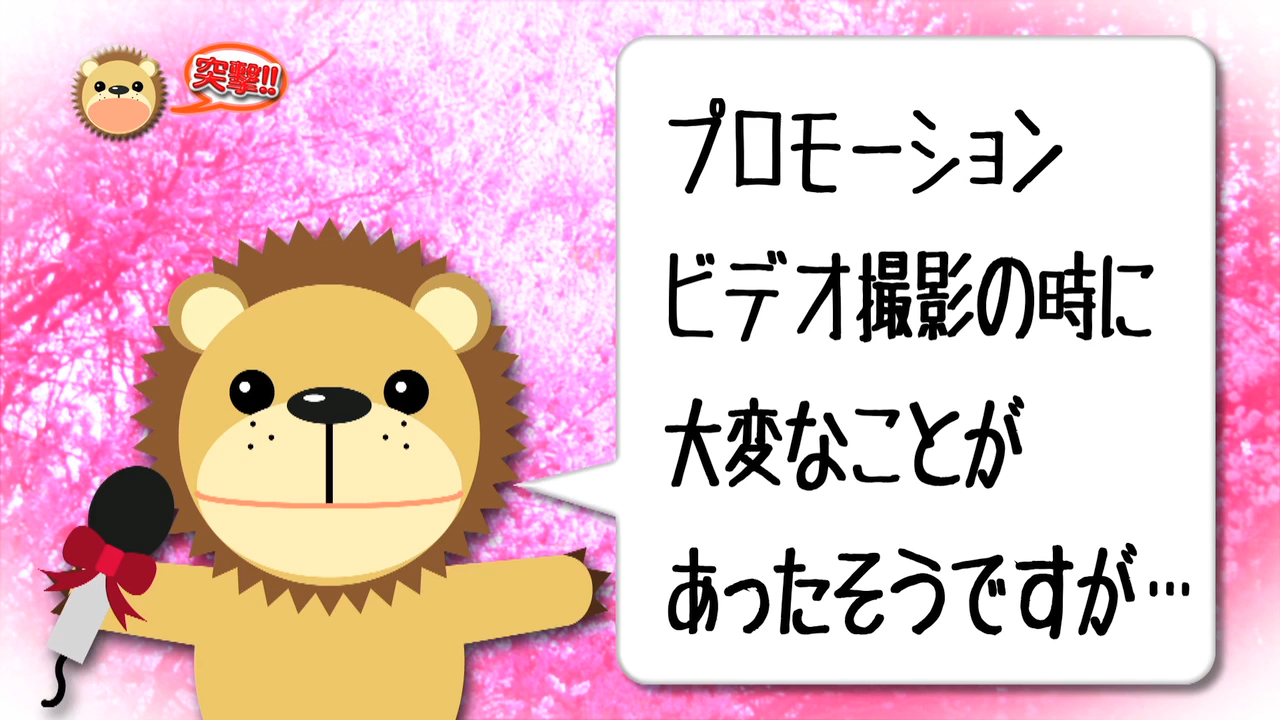 突撃!!
プロモーション
ビデオ撮影の時に
大変なことが
あったそうですが…